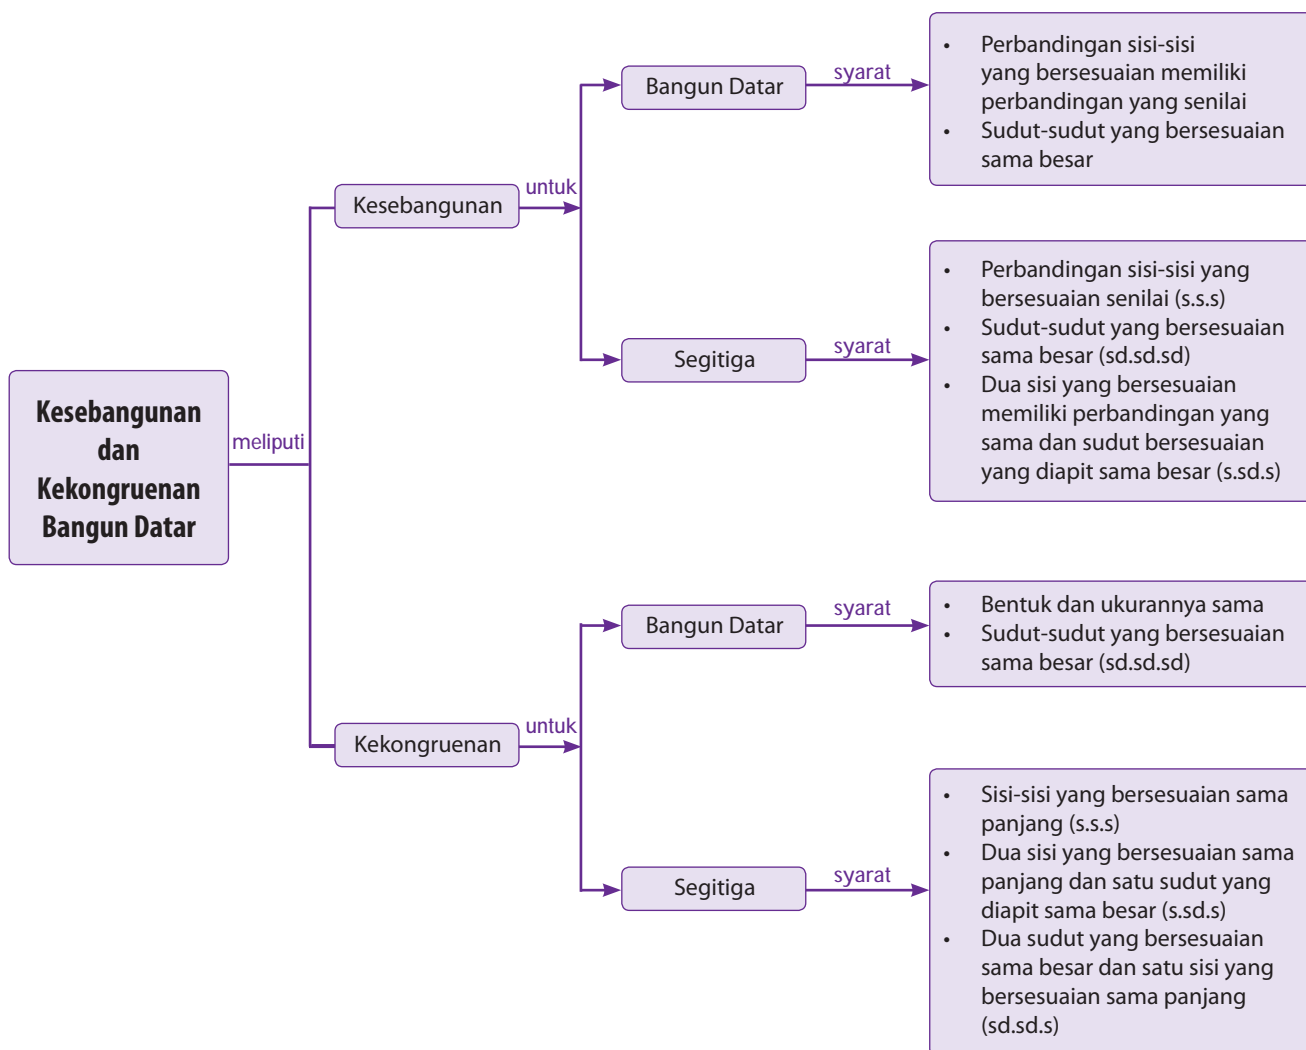 Kesebangunan
dan
Kekongruenan
Bangun Datar
meliputi
Kesebangunan
untuk
Bangun Datar
syarat
• Perbandingan sisi-sisi
yang bersesuaian memiliki
perbandingan yang senilai
• Sudut-sudut yang bersesuaian
sama besar
Segitiga
syarat
• Perbandingan sisi-sisi yang
bersesuaian senilai (s.s.s)
• Sudut-sudut yang bersesuaian
sama besar (sd.sd.sd)
• Dua sisi yang bersesuaian
memiliki perbandingan yang
sama dan sudut bersesuaian
yang diapit sama besar (s.sd.s)
Kekongruenan
untuk
Bangun Datar
syarat
• Bentuk dan ukurannya sama
• Sudut-sudut yang bersesuaian
sama besar (sd.sd.sd)
Segitiga
syarat
• Sisi-sisi yang bersesuaian sama
panjang (s.s.s)
• Dua sisi yang bersesuaian sama
panjang dan satu sudut yang
diapit sama besar (s.sd.s)
• Dua sudut yang bersesuaian
sama besar dan satu sisi yang
bersesuaian sama panjang
(sd.sd.s)